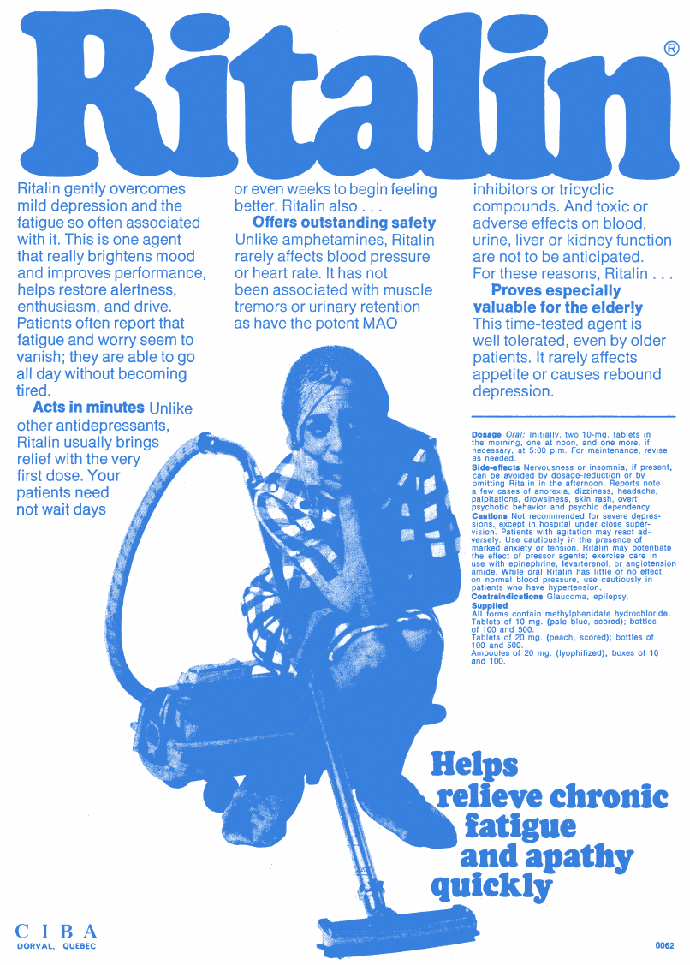 Ritalin®
Ritalin gently overcomes
mild depression and the
fatigue so often associated
with it. This is one agent
that really brightens mood
and improves performance,
helps restore alertness,
enthusiasm, and drive.
Patients often report that
fatigue and worry seem to
vanish; they are able to go
all day without becoming
tired.
Acts in minutes Unlike
other antidepressants,
Ritalin usually brings
relief with the very
first dose. Your
patients need
not wait days
or even weeks to begin feeling
better. Ritalin also . . .
Offers outstanding safety
Unlike amphetamines, Ritalin
rarely affects blood pressure
or heart rate. It has not
been associated with muscle
tremors or urinary retention
as have the potent MAO
inhibitors or tricyclic
compounds. And toxic or
adverse effects on blood,
urine, liver or kidney function
are not to be anticipated.
For these reasons, Ritalin . . .
Proves especially
valuable for the elderly
This time-tested agent is
well tolerated, even by older
patients. It rarely affects
appetite or causes rebound
depression.
Dosage Oral: Initially, two 10-mg. tablets in
the morning, one at noon, and one more, if
necessary, at 5:00 p.m. For maintenance, revise
as needed.
Side-effects Nervousness or insomnia, if present,
can be avoided by dosage-reduction or by
omitting Ritalin in the afternoon. Reports note
a few cases of anorexia, dizziness, headache,
palpitations, drowsiness, skin rash, overt
psychotic behavior and psychic dependency
Cautions Not recommended for severe depres-
sions, except in hospital under close super-
vision. Patients with agitation may react ad-
versely. Use cautiously in the presence of
marked anxiety or tension. Ritalin may potentiate
the effect of pressor agents; exercise care in
use with epinephrine, levarterenol, or angiotensin
amide. While oral Ritalin has little or no effect
on normal blood pressure, use cautiously in
patients who have hypertension.
Contraindications Glaucoma, epilepsy.
Supplied
All forms contain methylphenidate hydrochloride.
Tablets of 10 mg. (pale blue, scored); bottles
of 100 and 500.
Tablets of 20 mg. (peach, scored); bottles of
100 and 500.
Ampoules of 20 mg. (lyophilized), boxes of 10
and 100.
Helps
relieve chronic
fatigue
and apathy
quickly
CIBA
DORVAL, QUEBEC
0062